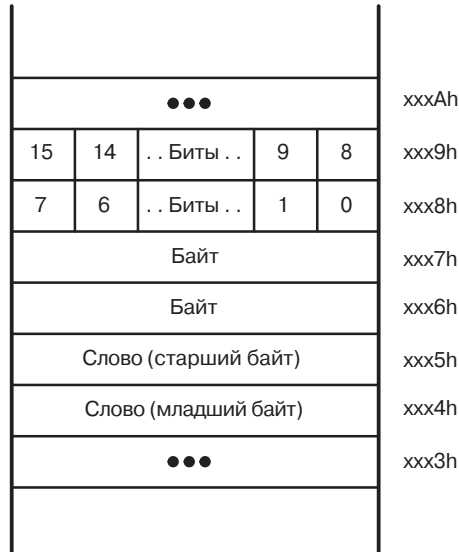 ●●● xxxAh
15 14 . . Биты . . 9 8 xxx9h
7 6 . . Биты . . 1 0 xxx8h
Байт xxx7h
Байт xxx6h
Слово (старший байт) xxx5h
Слово (младший байт) xxx4h
●●● xxx3h